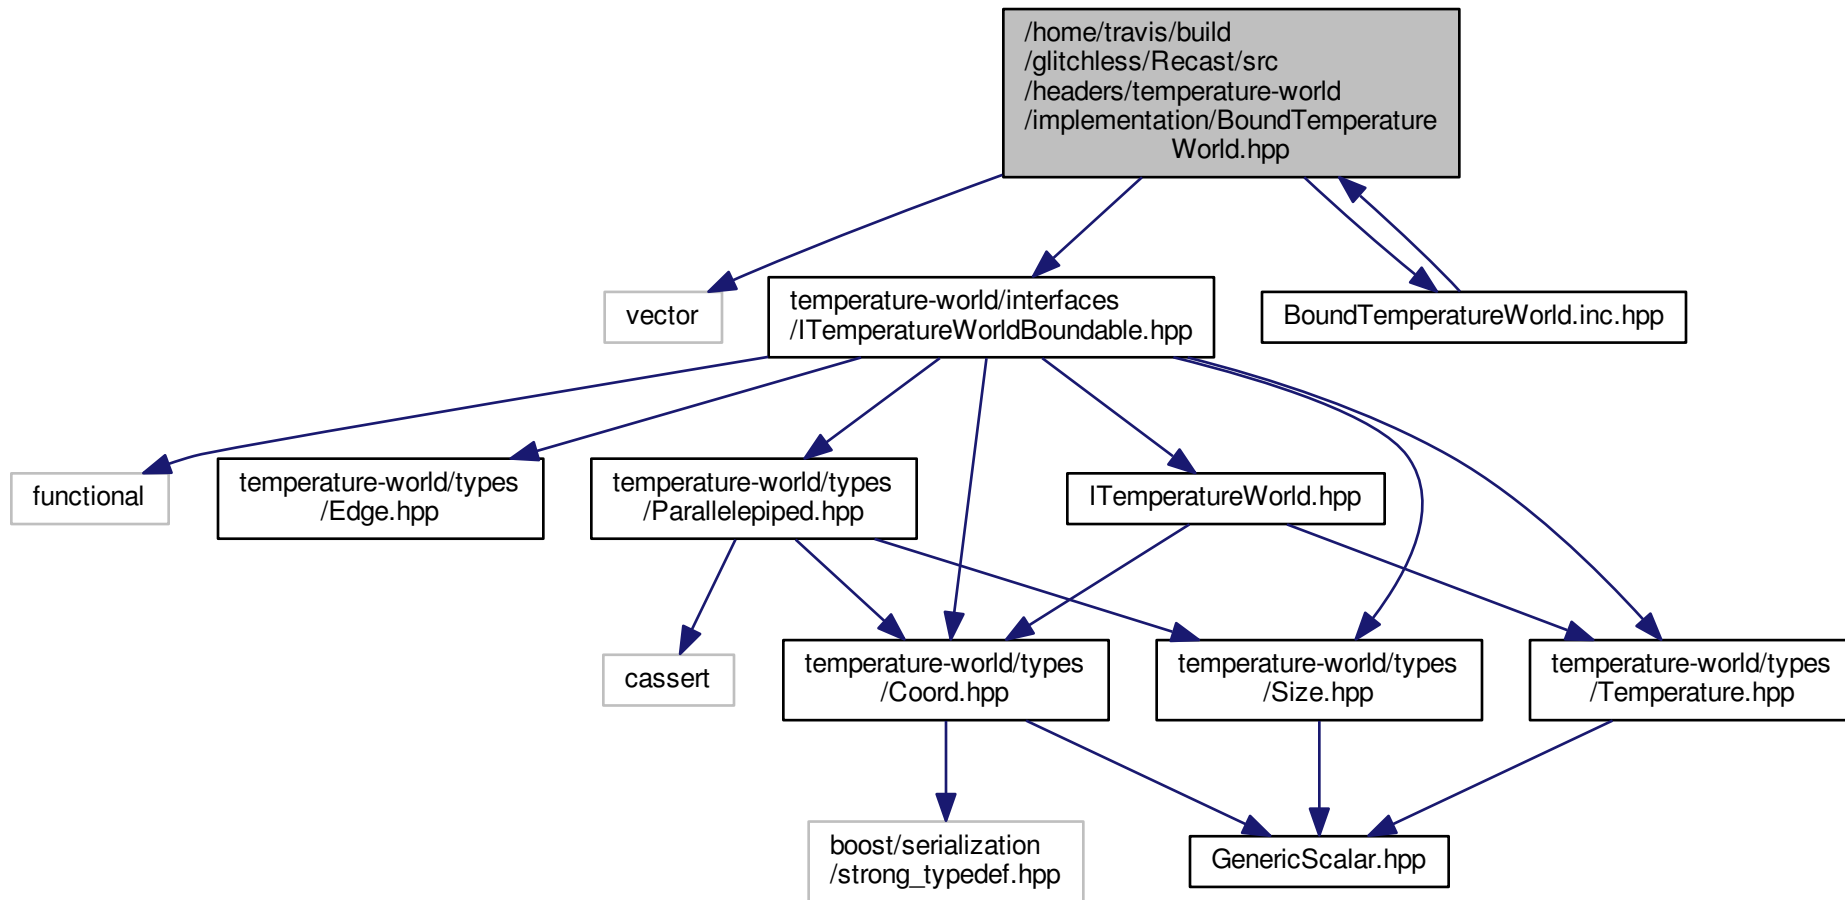 /home/travis/build
/glitchless/Recast/src
/headers/temperature-world
/implementation/BoundTemperature
World.hpp
vector
temperature-world/interfaces
/ITemperatureWorldBoundable.hpp
BoundTemperatureWorld.inc.hpp
functional
temperature-world/types
/Edge.hpp
temperature-world/types
/Parallelepiped.hpp
ITemperatureWorld.hpp
cassert
temperature-world/types
/Coord.hpp
temperature-world/types
/Size.hpp
temperature-world/types
/Temperature.hpp
boost/serialization
/strong_typedef.hpp
GenericScalar.hpp